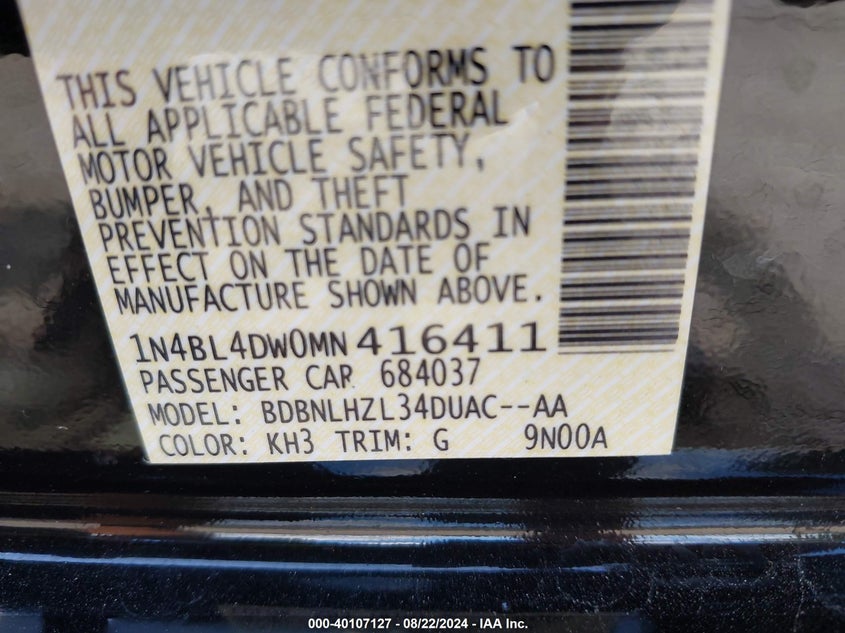 THIS VEHICLE CONFORMS TO
ALL APPLICABLE FEDERAL
MOTOR VEHICLE SAFETY,
BUMPER, AND THEFT
PREVENTION STANDARDS IN
EFFECT ON THE DATE OF
MANUFACTURE SHOWN ABOVE.
1N4BL4DW0MN416411
PASSENGER CAR 684037
MODEL: BDBNLHZL34DUAC--AA
COLOR: KH3 TRIM: G 9N00A
000-40107127 - 08/22/2024 - IAA Inc.